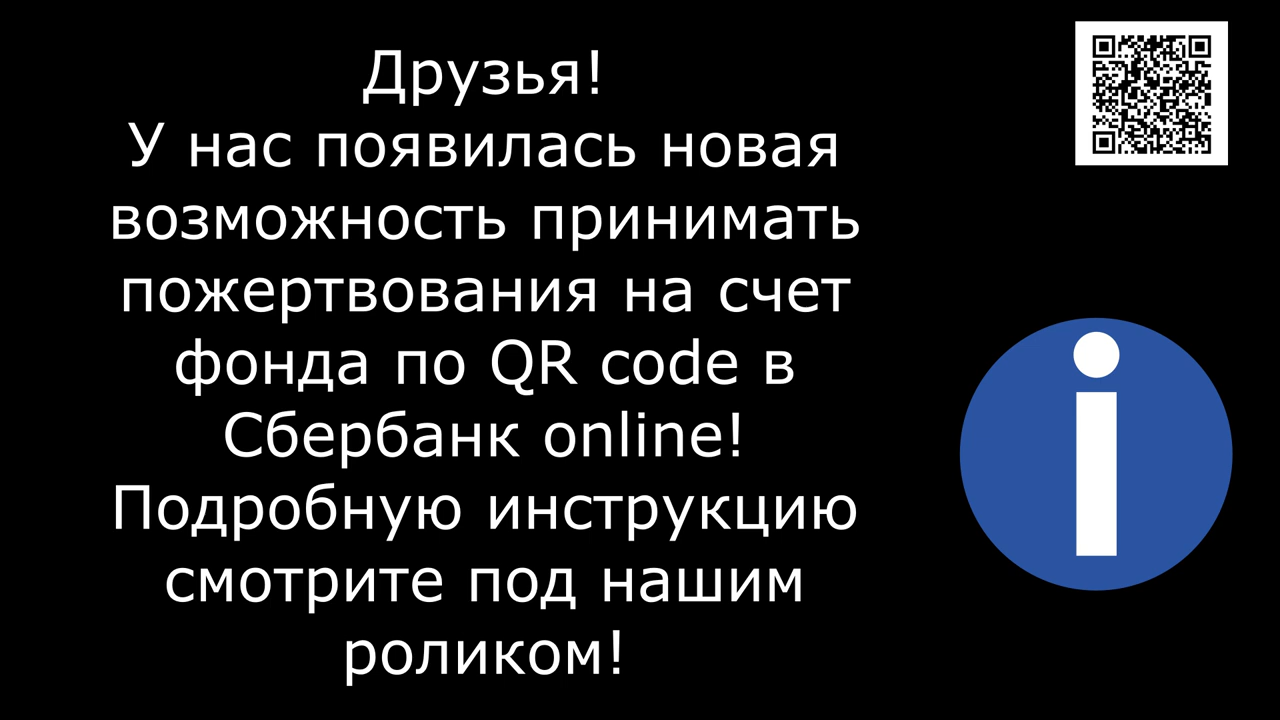 Друзья!
У нас появилась новая
возможность принимать
пожертвования на счет
фонда по QR code в
Сбербанк online!
Подробную инструкцию
смотрите под нашим
роликом!